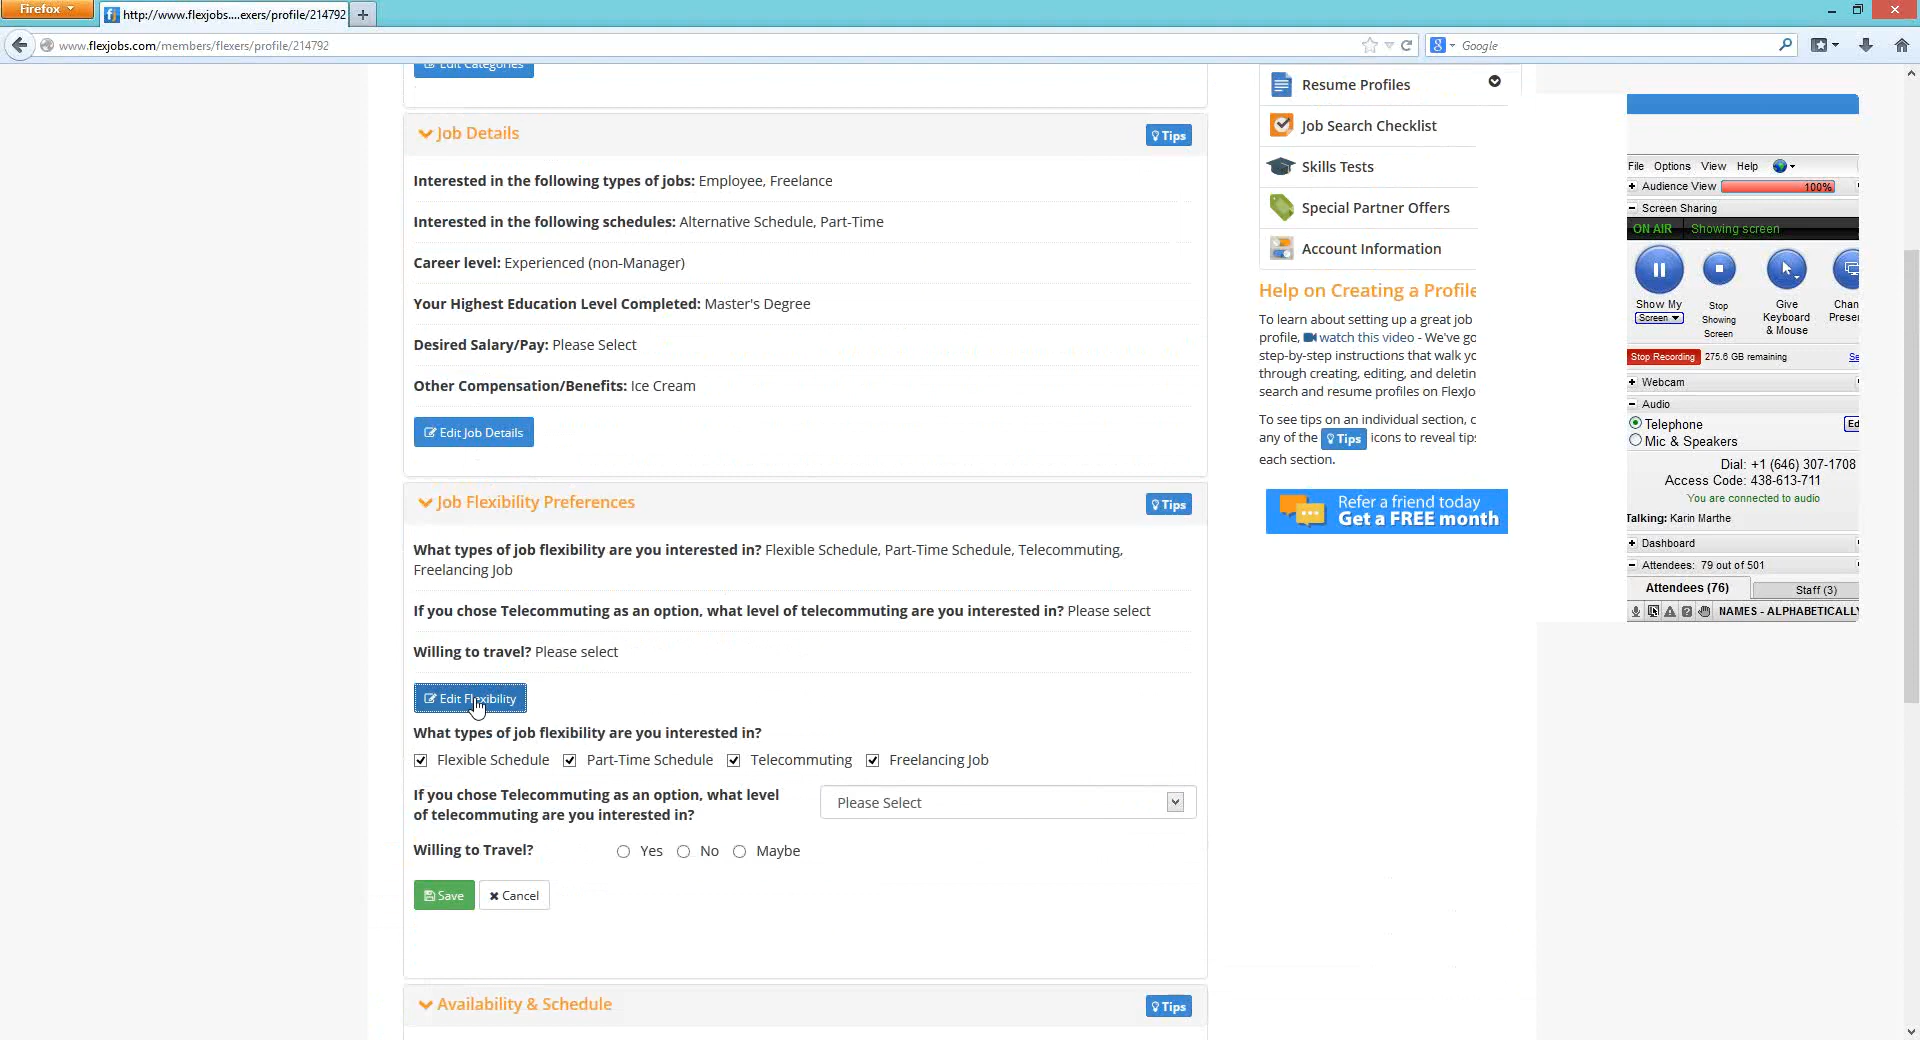 Firefox
http://www.flexjobs....exers/profile/214792
www.flexjobs.com/members/flexers/profile/214792
Google
Edit Categories
Job Details
Tips
Interested in the following types of jobs: Employee, Freelance
Interested in the following schedules: Alternative Schedule, Part-Time
Career level: Experienced (non-Manager)
Your Highest Education Level Completed: Master's Degree
Desired Salary/Pay: Please Select
Other Compensation/Benefits: Ice Cream
Edit Job Details
Job Flexibility Preferences
Tips
What types of job flexibility are you interested in? Flexible Schedule, Part-Time Schedule, Telecommuting,
Freelancing Job
If you chose Telecommuting as an option, what level of telecommuting are you interested in? Please select
Willing to travel? Please select
Edit Flexibility
What types of job flexibility are you interested in?
Flexible Schedule Part-Time Schedule Telecommuting Freelancing Job
If you chose Telecommuting as an option, what level
of telecommuting are you interested in?
Please Select
Willing to Travel? Yes No Maybe
Save Cancel
Availability & Schedule
Tips
Resume Profiles
Job Search Checklist
Skills Tests
Special Partner Offers
Account Information
Help on Creating a Profile
To learn about setting up a great job
profile, watch this video - We've go
step-by-step instructions that walk yo
through creating, editing, and deletin
search and resume profiles on FlexJo
To see tips on an individual section, c
any of the Tips icons to reveal tips
each section.
Refer a friend today
Get a FREE month
File Options View Help
Audience View 100%
Screen Sharing
ON AIR Showing screen
Show My
Screen
Stop
Showing
Screen
Give
Keyboard
& Mouse
Chan
Prese
Stop Recording 275.6 GB remaining Se
Webcam
Audio
Telephone Ed
Mic & Speakers
Dial: +1 (646) 307-1708
Access Code: 438-613-711
You are connected to audio
Talking: Karin Marthe
Dashboard
Attendees: 79 out of 501
Attendees (76) Staff (3)
NAMES - ALPHABETICALLY